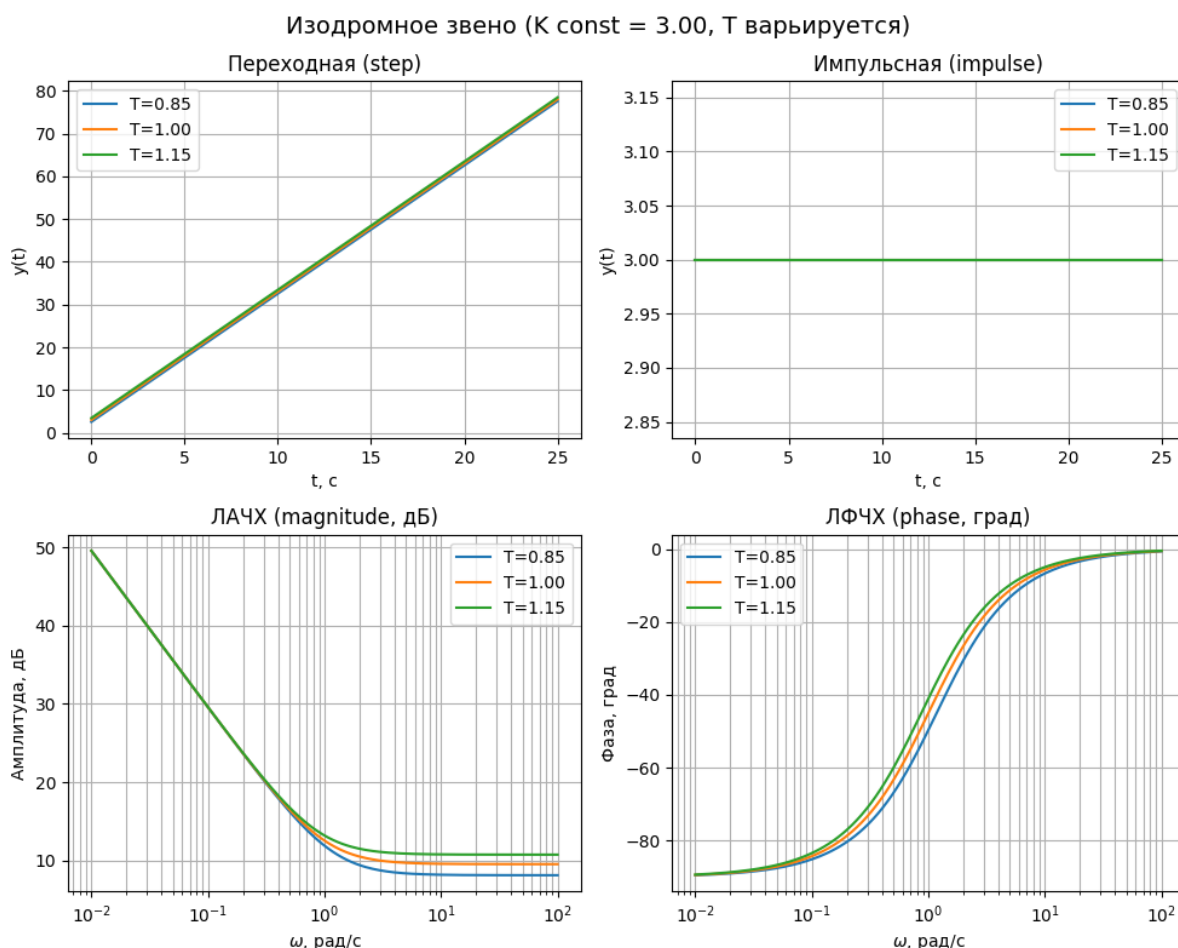 Изодромное звено (K const = 3.00, T варьируется)
Переходная (step)
y(t)
80
70
60
50
40
30
20
10
0
T=0.85
T=1.00
T=1.15
0 5 10 15 20 25
t, с
Импульсная (impulse)
y(t)
3.15
3.10
3.05
3.00
2.95
2.90
2.85
T=0.85
T=1.00
T=1.15
0 5 10 15 20 25
t, с
ЛАЧХ (magnitude, дБ)
Амплитуда, дБ
50
40
30
20
10
T=0.85
T=1.00
T=1.15
10⁻² 10⁻¹ 10⁰ 10¹ 10²
ω, рад/с
ЛФЧХ (phase, град)
Фаза, град
0
−20
−40
−60
−80
T=0.85
T=1.00
T=1.15
10⁻² 10⁻¹ 10⁰ 10¹ 10²
ω, рад/с